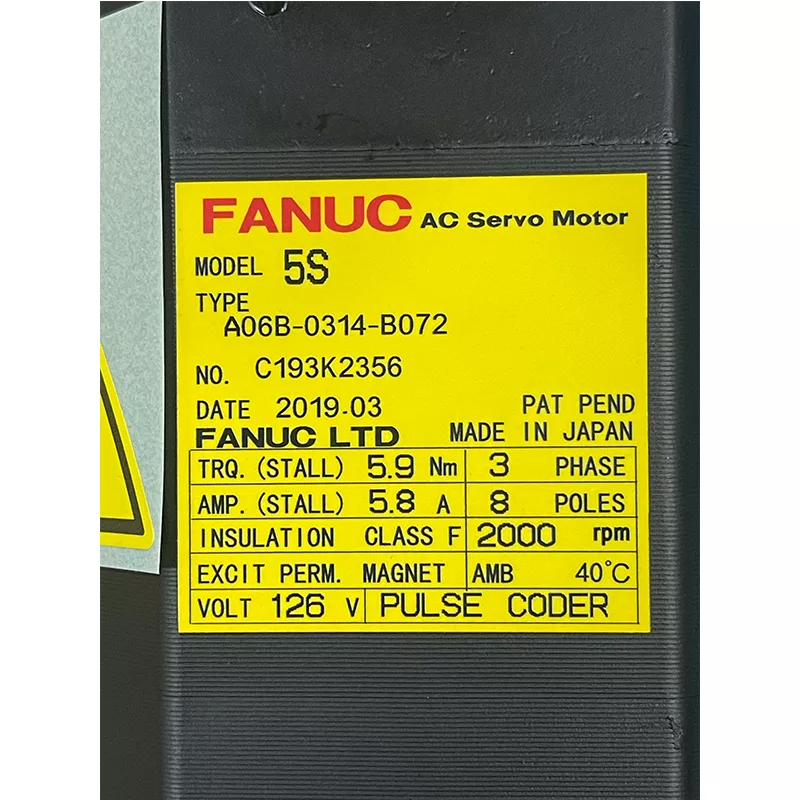 FANUC AC Servo Motor
MODEL 5S
TYPE
A06B-0314-B072
NO. C193K2356
DATE 2019.03 PAT PEND
FANUC LTD MADE IN JAPAN
TRQ. (STALL) 5.9 Nm 3 PHASE
AMP. (STALL) 5.8 A 8 POLES
INSULATION CLASS F 2000 rpm
EXCIT PERM. MAGNET AMB 40°C
VOLT 126 V PULSE CODER